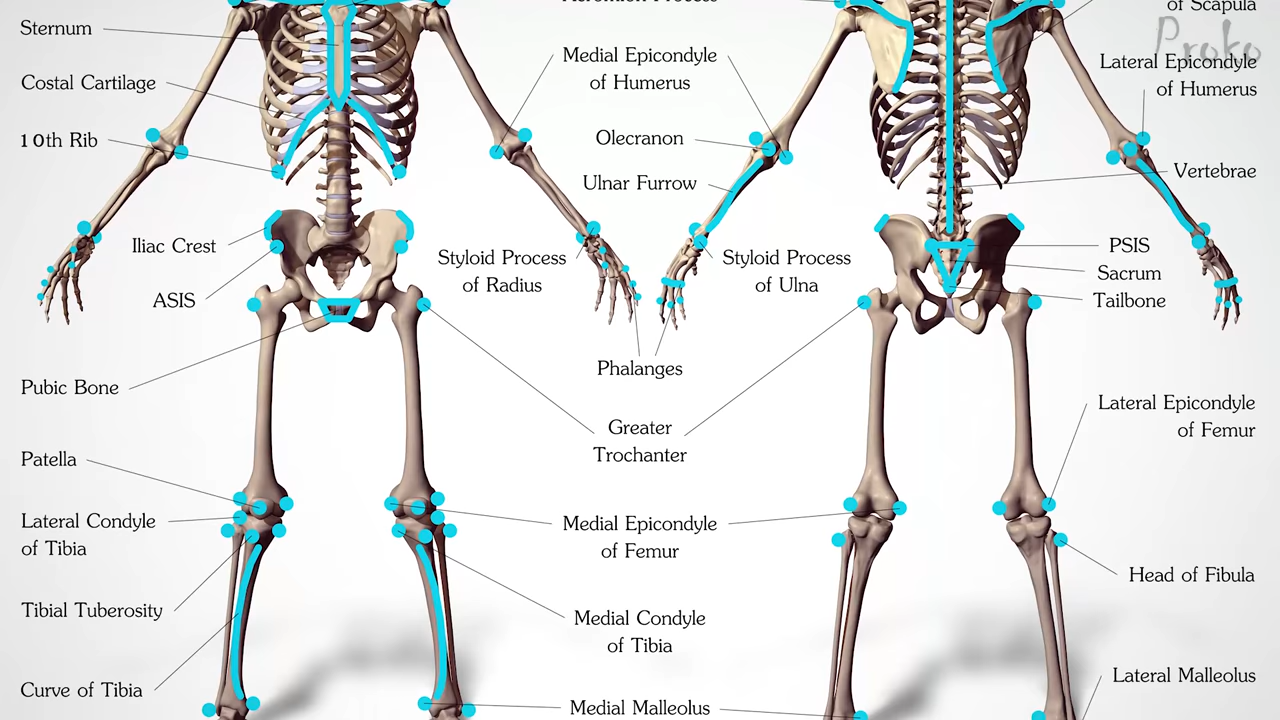 Acromion Process
of Scapula
Proko
Sternum
Medial Epicondyle
of Humerus
Lateral Epicondyle
of Humerus
Costal Cartilage
10th Rib
Olecranon
Ulnar Furrow
Vertebrae
Iliac Crest
Styloid Process
of Radius
Styloid Process
of Ulna
PSIS
Sacrum
Tailbone
ASIS
Phalanges
Pubic Bone
Greater
Trochanter
Lateral Epicondyle
of Femur
Patella
Lateral Condyle
of Tibia
Medial Epicondyle
of Femur
Head of Fibula
Tibial Tuberosity
Medial Condyle
of Tibia
Curve of Tibia
Medial Malleolus
Lateral Malleolus